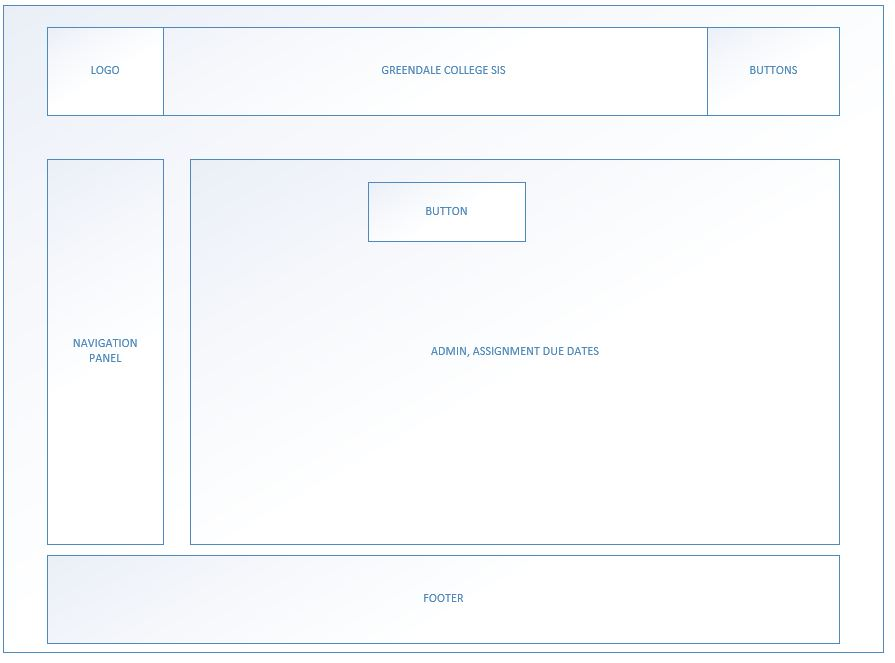 LOGO
GREENDALE COLLEGE SIS
BUTTONS
BUTTON
NAVIGATION
PANEL
ADMIN, ASSIGNMENT DUE DATES
FOOTER